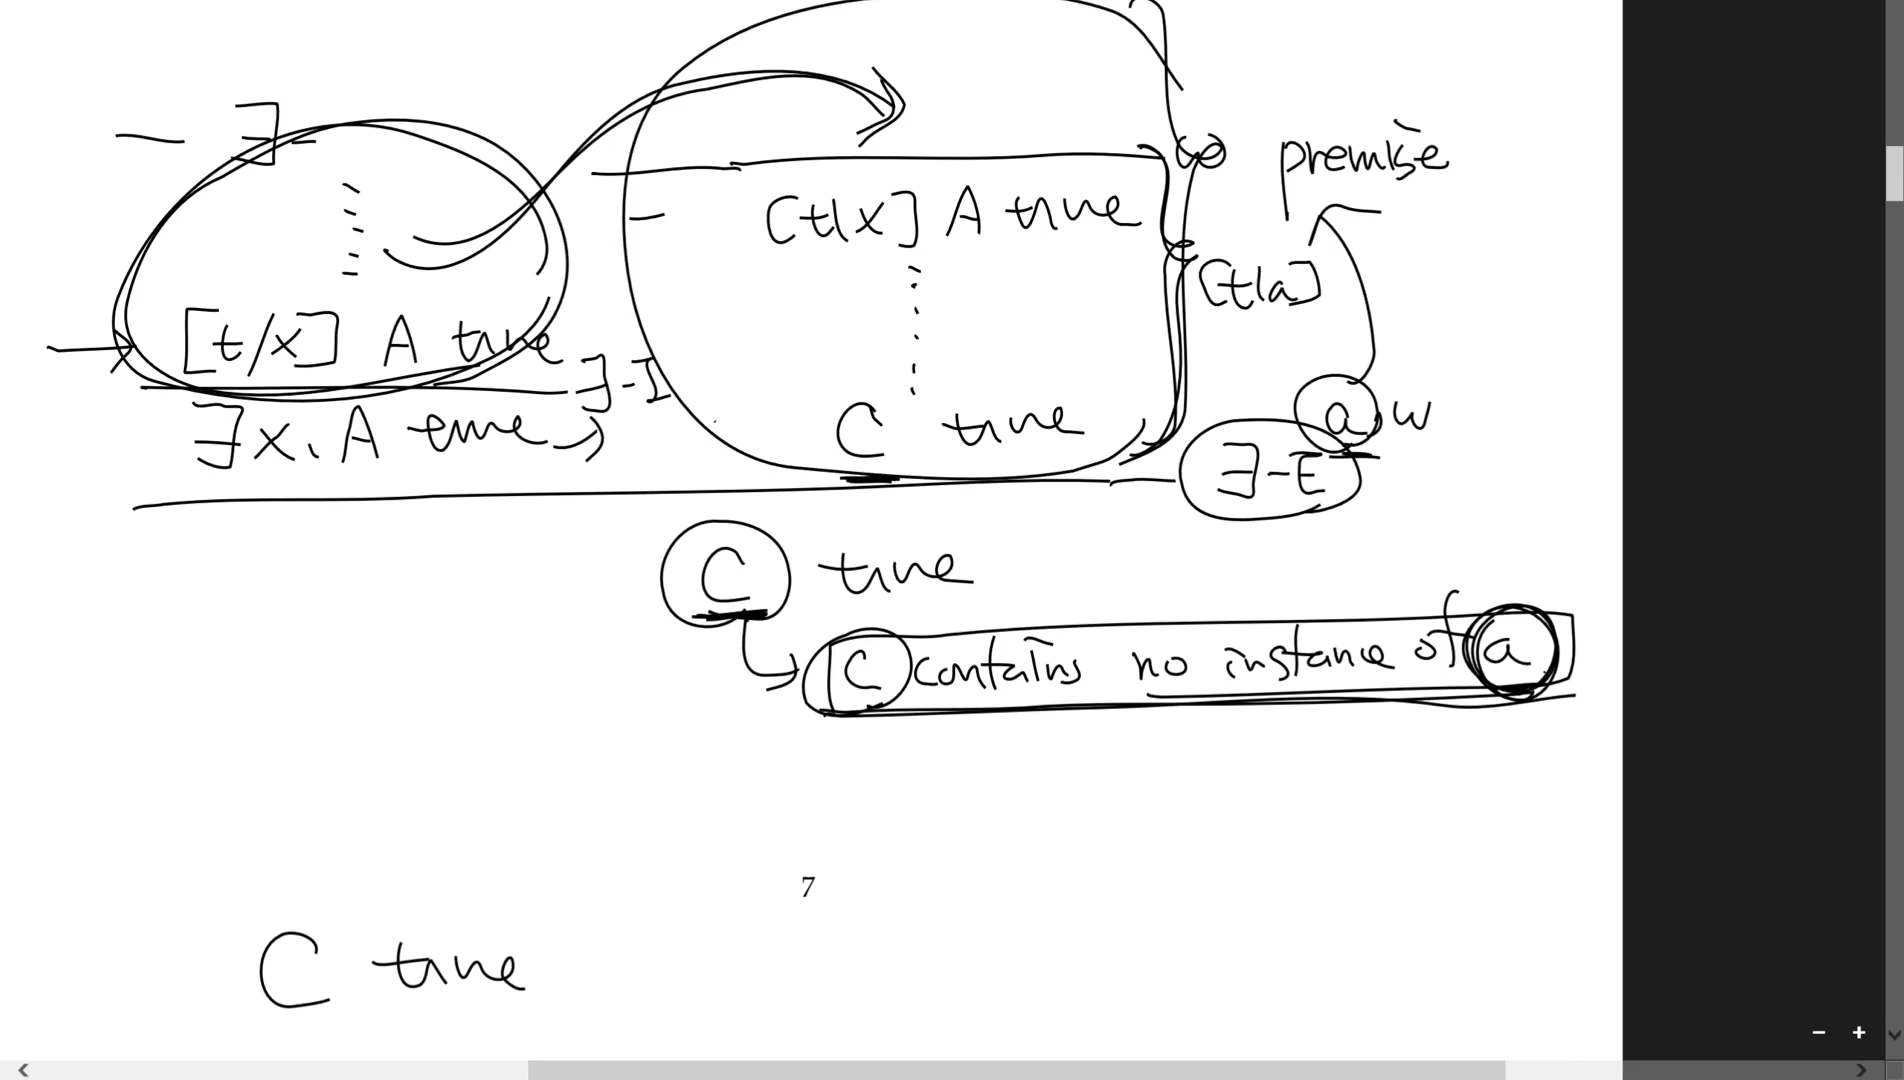 ∃
[t/x] A true
∃-I
∃x. A true
w
[t/x] A true
[t/a]
C true
premise
a, w
∃-E
C true
C contains no instance of a
7
C true